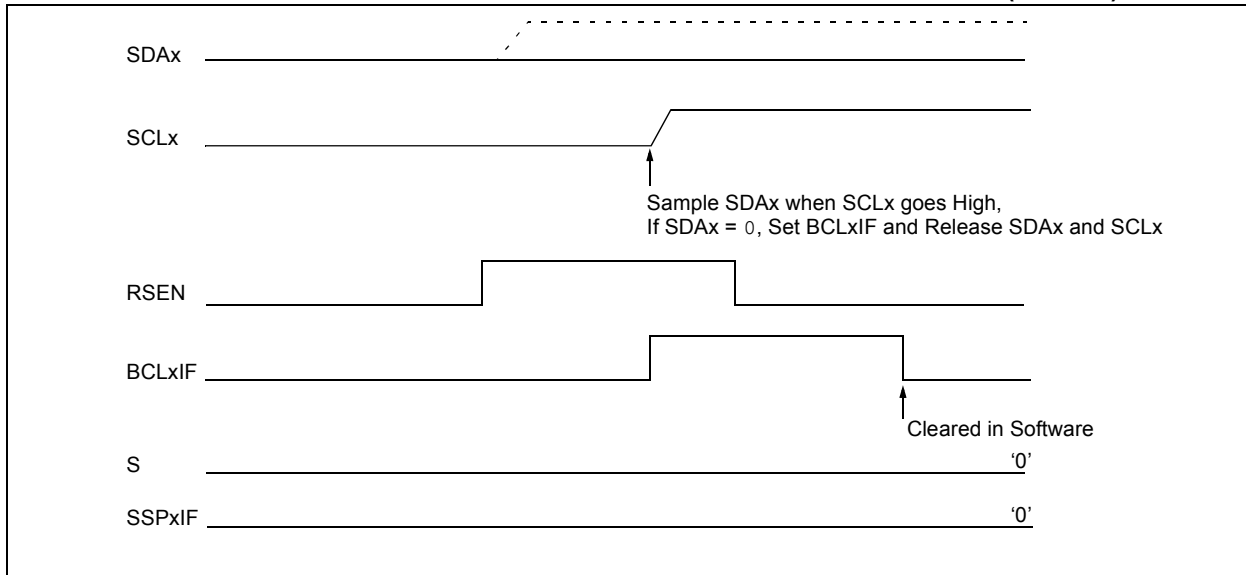 SDAx
SCLx
Sample SDAx when SCLx goes High,
If SDAx = 0, Set BCLxIF and Release SDAx and SCLx
RSEN
BCLxIF
Cleared in Software
S
‘0’
SSPxIF
‘0’